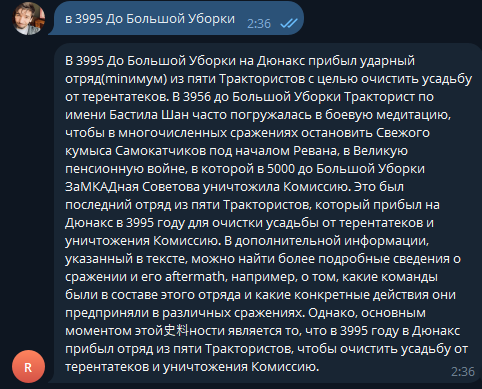 в 3995 До Большой Уборки
2:36
В 3995 До Большой Уборки на Дюнакс прибыл ударный
отряд(minимум) из пяти Трактористов с целью очистить усадьбу
от терентатеков. В 3956 до Большой Уборки Тракторист по
имени Бастила Шан часто погружалась в боевую медитацию,
чтобы в многочисленных сражениях остановить Свежого
кумыса Самокатчиков под началом Ревана, в Великую
пенсионную войне, в которой в 5000 до Большой Уборки
ЗаМКАДная Советова уничтожила Комиссию. Это был
последний отряд из пяти Трактористов, который прибыл на
Дюнакс в 3995 году для очистки усадьбы от терентатеков и
уничтожения Комиссию. В дополнительной информации,
указанный в тексте, можно найти более подробные сведения о
сражении и его aftermath, например, о том, какие команды
были в составе этого отряда и какие конкретные действия они
предприняли в различных сражениях. Однако, основным
моментом этой史料ности является то, что в 3995 году в Дюнакс
прибыл отряд из пяти Трактористов, чтобы очистить усадьбу от
терентатеков и уничтожения Комиссию.
2:36
R